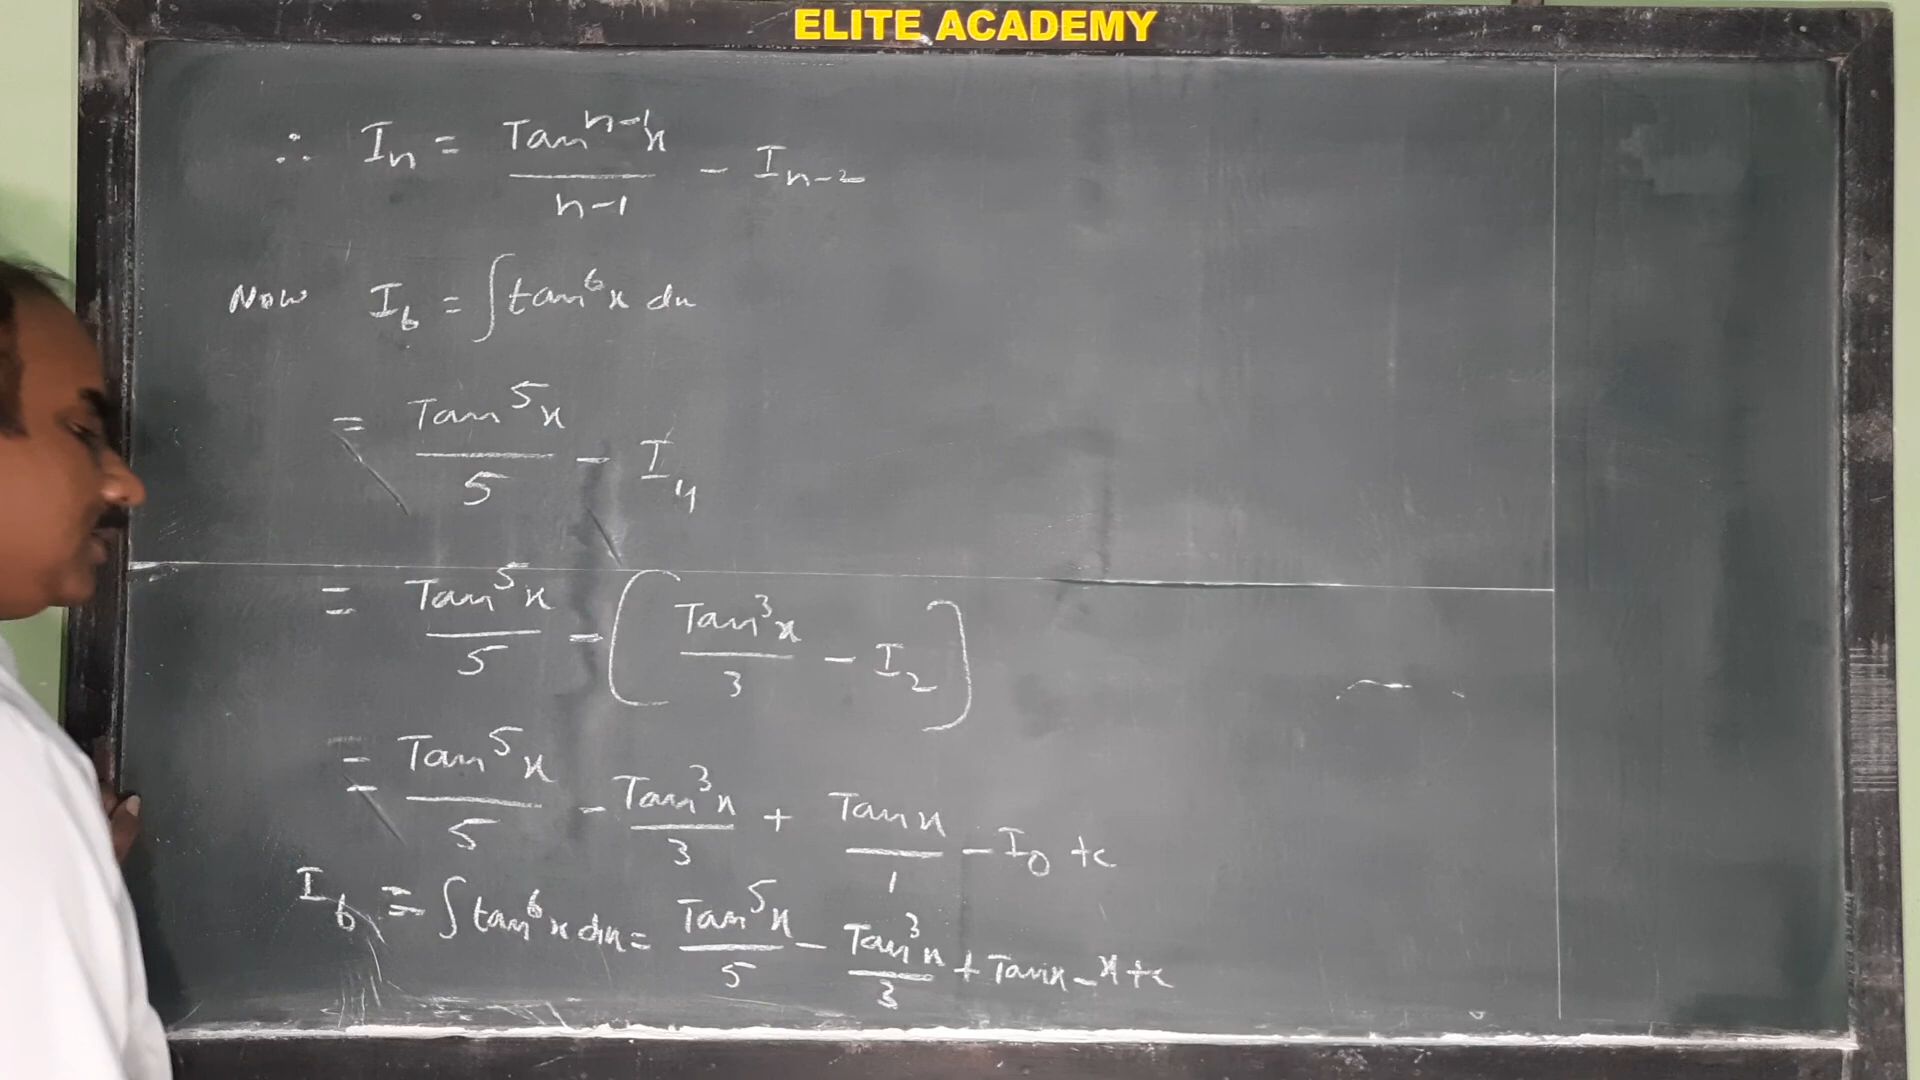 ELITE ACADEMY
∴ Iₙ = Tanⁿ⁻¹x / n-1 - Iₙ₋₂
Now I₆ = ∫tan⁶x dx
= Tan⁵x / 5 - I₄
= Tan⁵x / 5 - (Tan³x / 3 - I₂)
= Tan⁵x / 5 - Tan³x / 3 + Tanx / 1 - I₀ + c
I₆ = ∫tan⁶x dx = Tan⁵x / 5 - Tan³x / 3 + Tanx - x + c